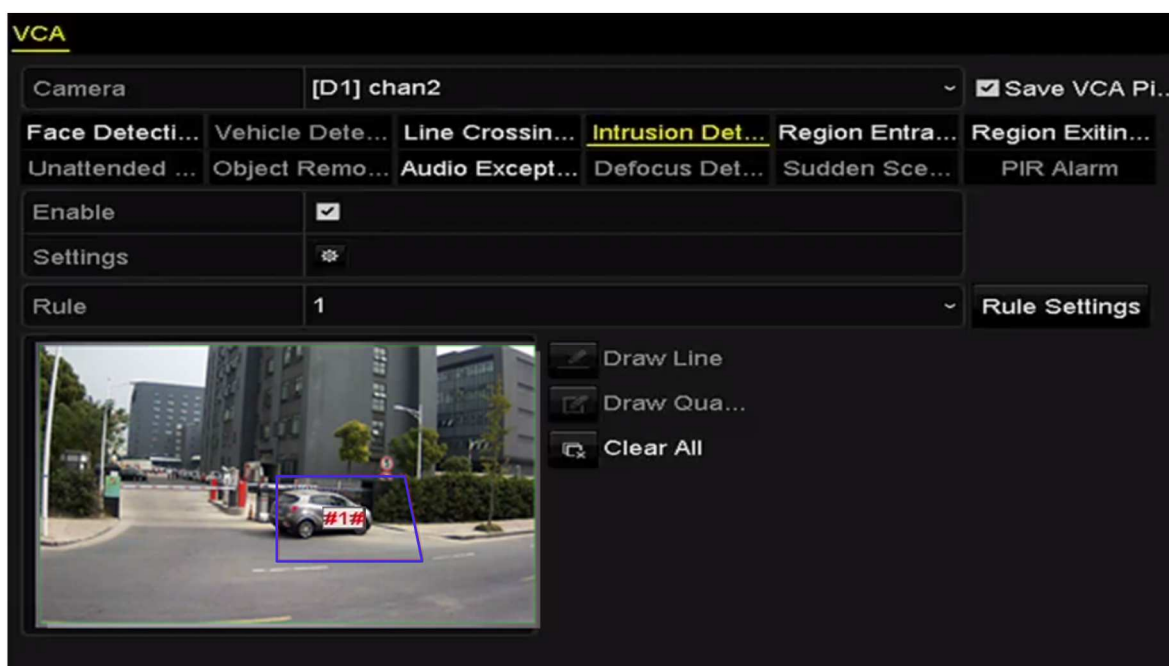 VCA
Camera [D1] chan2 Save VCA Pi...
Face Detecti... Vehicle Dete... Line Crossin... Intrusion Det... Region Entra... Region Exitin...
Unattended ... Object Remo... Audio Except... Defocus Det... Sudden Sce... PIR Alarm
Enable
Settings
Rule 1 Rule Settings
Draw Line
Draw Qua...
Clear All
#1#